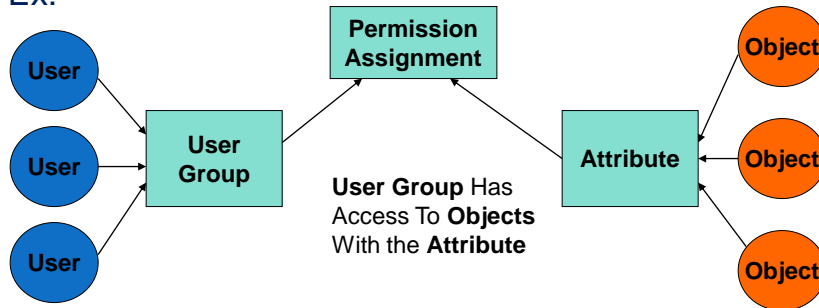 Ex.
Permission
Assignment
User
Object
User
Group
Attribute
User
Object
User Group Has
Access To Objects
With the Attribute
User
Object